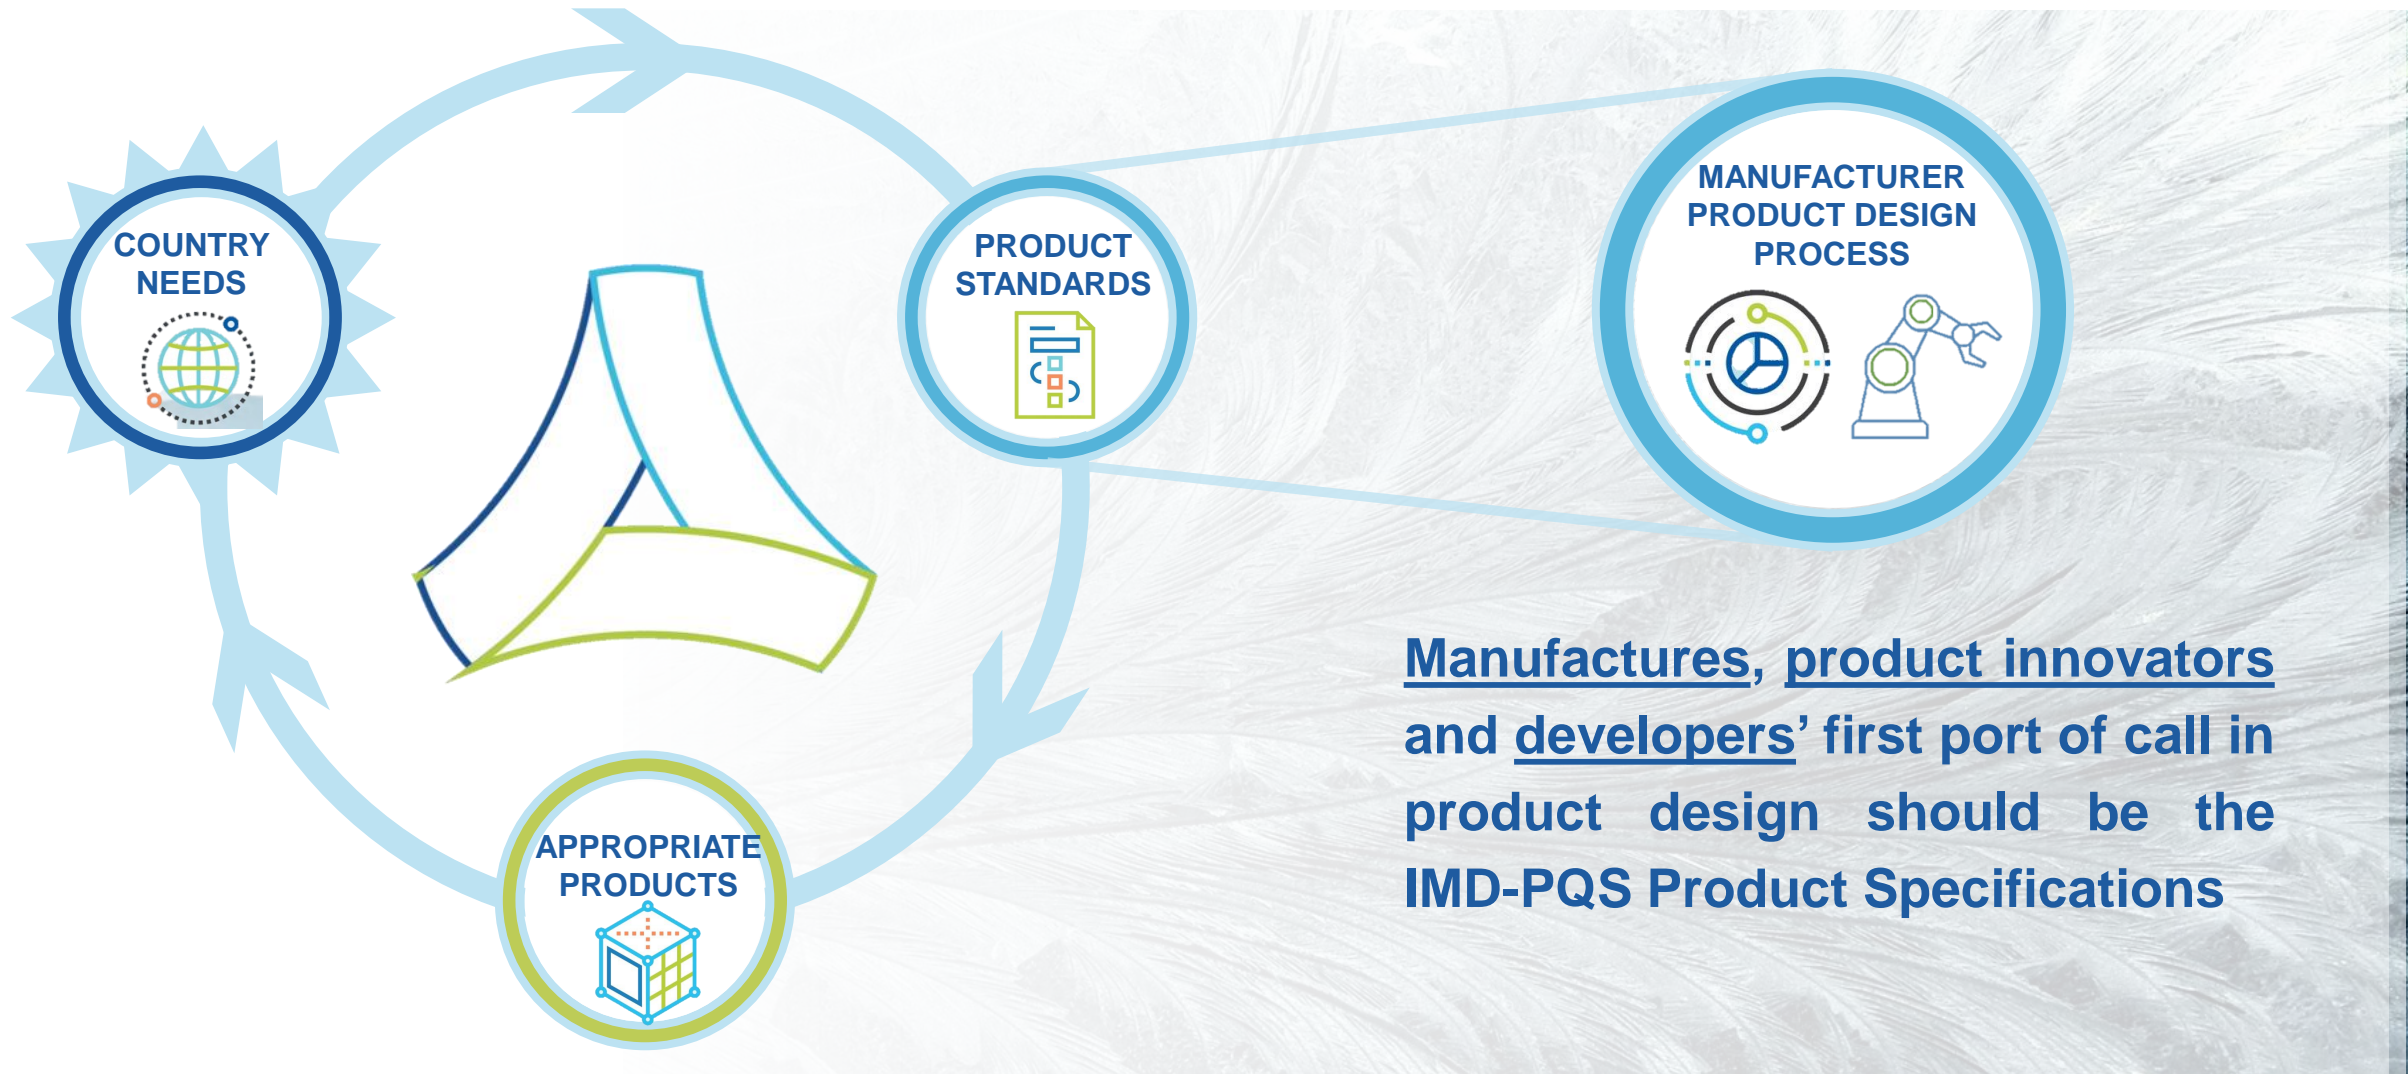 COUNTRY
NEEDS
PRODUCT
STANDARDS
MANUFACTURER
PRODUCT DESIGN
PROCESS
APPROPRIATE
PRODUCTS
Manufactures, product innovators
and developers’ first port of call in
product design should be the
IMD-PQS Product Specifications